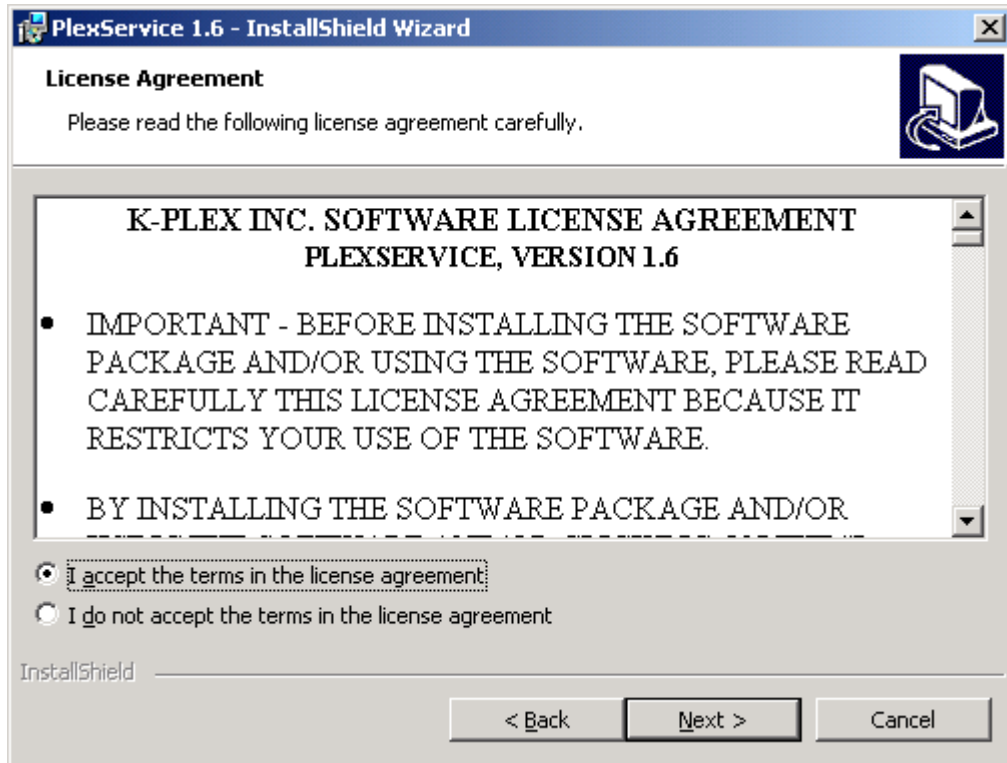 PlexService 1.6 - InstallShield Wizard
License Agreement
Please read the following license agreement carefully.
K-PLEX INC. SOFTWARE LICENSE AGREEMENT
PLEXSERVICE, VERSION 1.6
• IMPORTANT - BEFORE INSTALLING THE SOFTWARE
PACKAGE AND/OR USING THE SOFTWARE, PLEASE READ
CAREFULLY THIS LICENSE AGREEMENT BECAUSE IT
RESTRICTS YOUR USE OF THE SOFTWARE.
• BY INSTALLING THE SOFTWARE PACKAGE AND/OR
I accept the terms in the license agreement
I do not accept the terms in the license agreement
InstallShield
< Back Next > Cancel